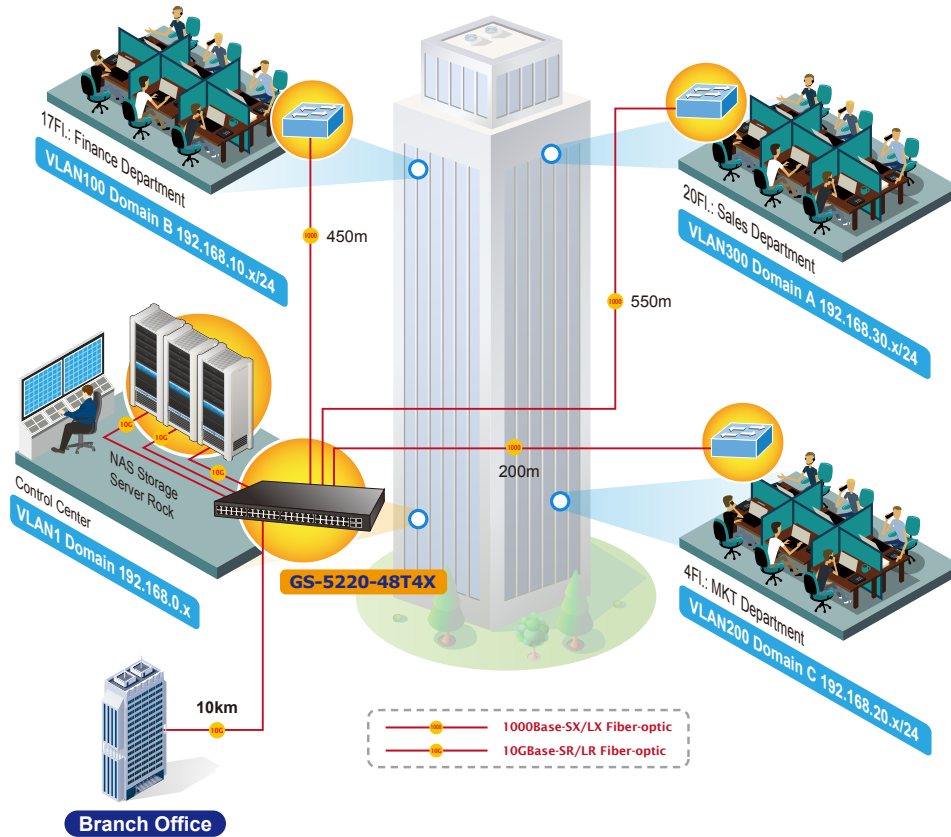 17Fl.: Finance Department
VLAN100 Domain B 192.168.10.x/24
1000
450m
20Fl.: Sales Department
VLAN300 Domain A 192.168.30.x/24
1000
550m
10G
10G
10G
NAS Storage
Server Rock
Control Center
VLAN1 Domain 192.168.0.x
GS-5220-48T4X
1000
200m
4Fl.: MKT Department
VLAN200 Domain C 192.168.20.x/24
10km
10G
Branch Office
1000 1000Base-SX/LX Fiber-optic
10G 10GBase-SR/LR Fiber-optic